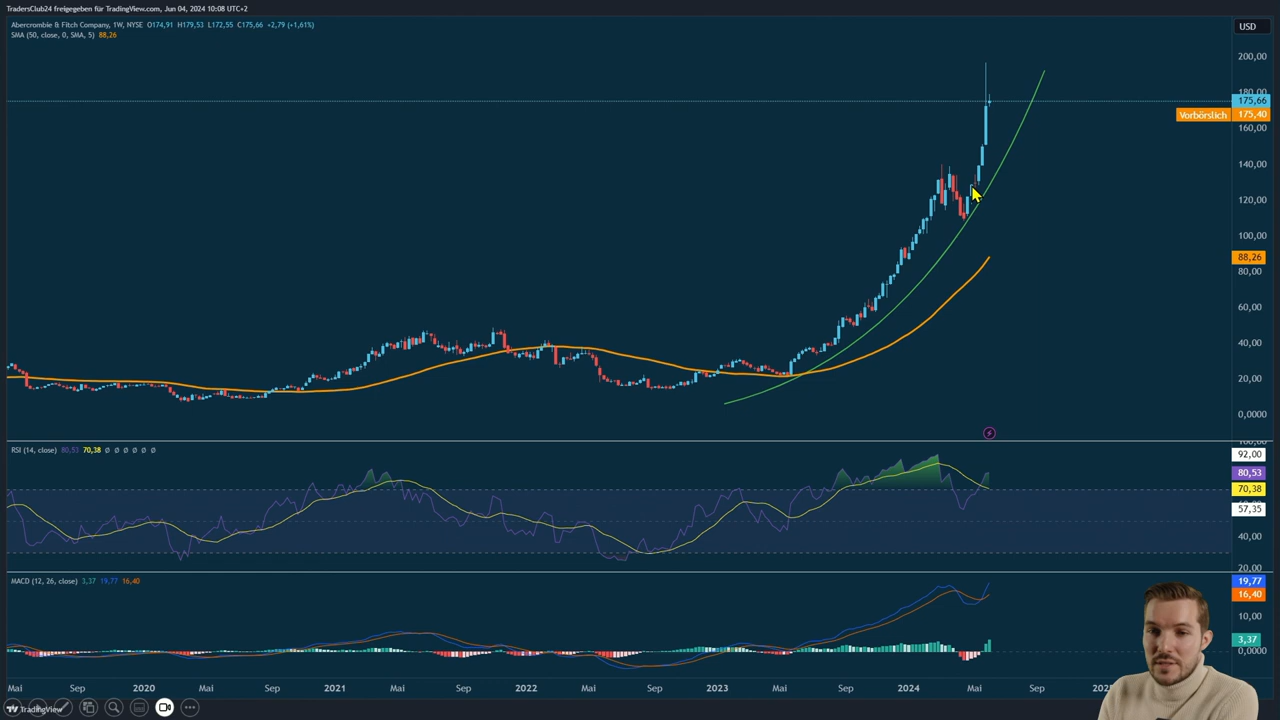 TradersClub24 freigegeben für TradingView.com, Jun 04, 2024 10:08 UTC+2
Abercrombie & Fitch Company, 1W, NYSE O174,91 H179,53 L172,55 C175,66 +2,79 (+1,61%)
SMA (50, close, 0, SMA, 5) 88,26
USD
200,00
180,00
175,66
Vorbörslich 175,40
160,00
140,00
120,00
100,00
88,26
80,00
60,00
40,00
20,00
0,0000
RSI (14, close) 80,53 70,38 Ø Ø Ø Ø Ø Ø
100,00
92,00
80,53
70,38
57,35
40,00
20,00
MACD (12, 26, close) 3,37 19,77 16,40
19,77
16,40
10,00
3,37
0,0000
Mai Sep 2020 Mai Sep 2021 Mai 2022 Mai Sep 2023 Mai Sep 2024 Mai Sep
Sep
TradingView